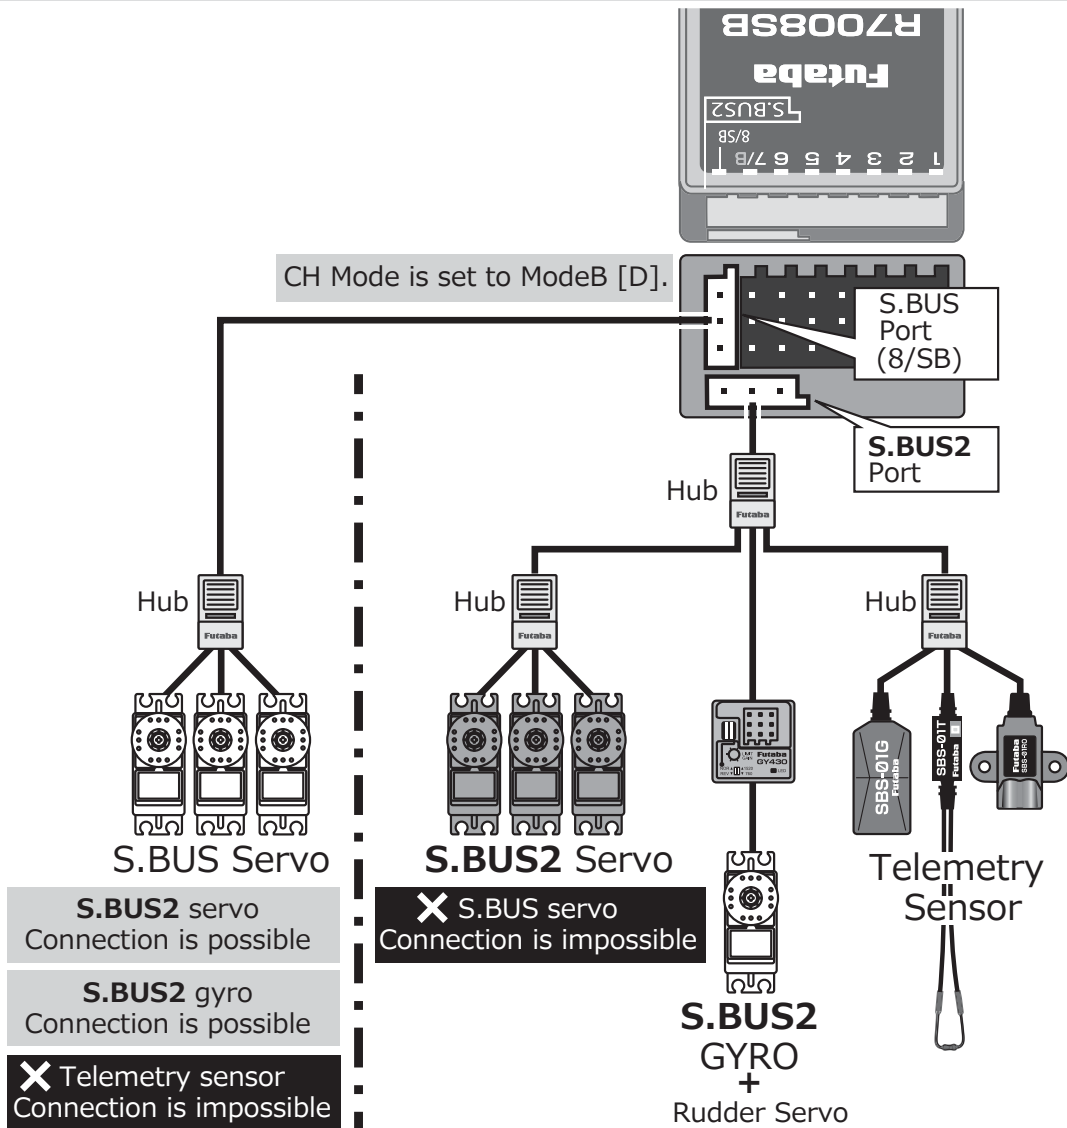 R7008SB
Futaba
S.BUS2
8/SB
7/B 6 5 4 3 2 1
CH Mode is set to ModeB [D].
S.BUS
Port
(8/SB)
S.BUS2
Port
Hub
Futaba
Hub
Futaba
Hub
Futaba
Hub
Futaba
LIMIT
GAIN
Futaba
GY430
SBS-01G
Futaba
SBS-01T
Futaba
Futaba
SBS-01RO
S.BUS Servo
S.BUS2 Servo
Telemetry
Sensor
S.BUS2 servo
Connection is possible
S.BUS2 gyro
Connection is possible
Telemetry sensor
Connection is impossible
S.BUS servo
Connection is impossible
S.BUS2
GYRO
+
Rudder Servo